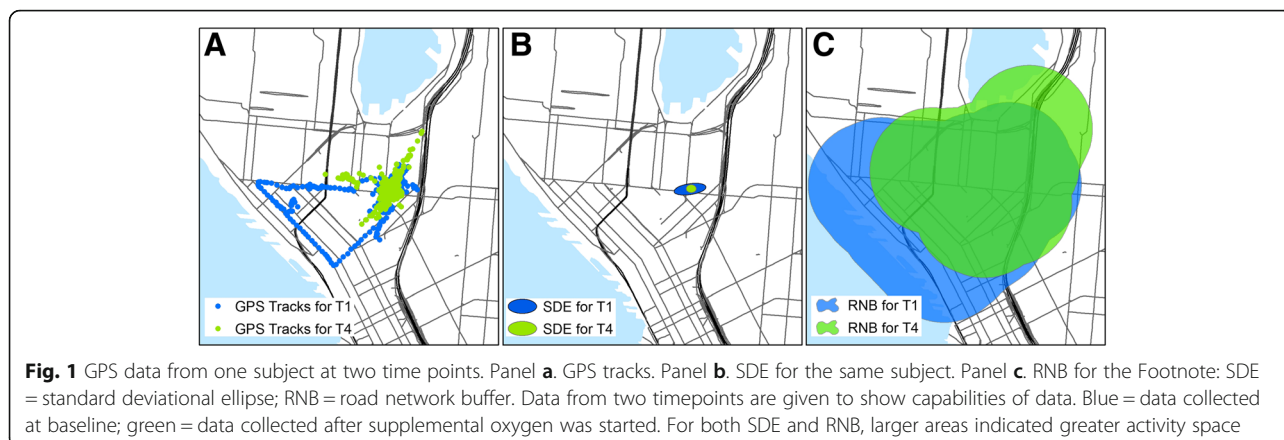 A
B
C
GPS Tracks for T1
GPS Tracks for T4
SDE for T1
SDE for T4
RNB for T1
RNB for T4
Fig. 1 GPS data from one subject at two time points. Panel a. GPS tracks. Panel b. SDE for the same subject. Panel c. RNB for the Footnote: SDE
= standard deviational ellipse; RNB = road network buffer. Data from two timepoints are given to show capabilities of data. Blue = data collected
at baseline; green = data collected after supplemental oxygen was started. For both SDE and RNB, larger areas indicated greater activity space